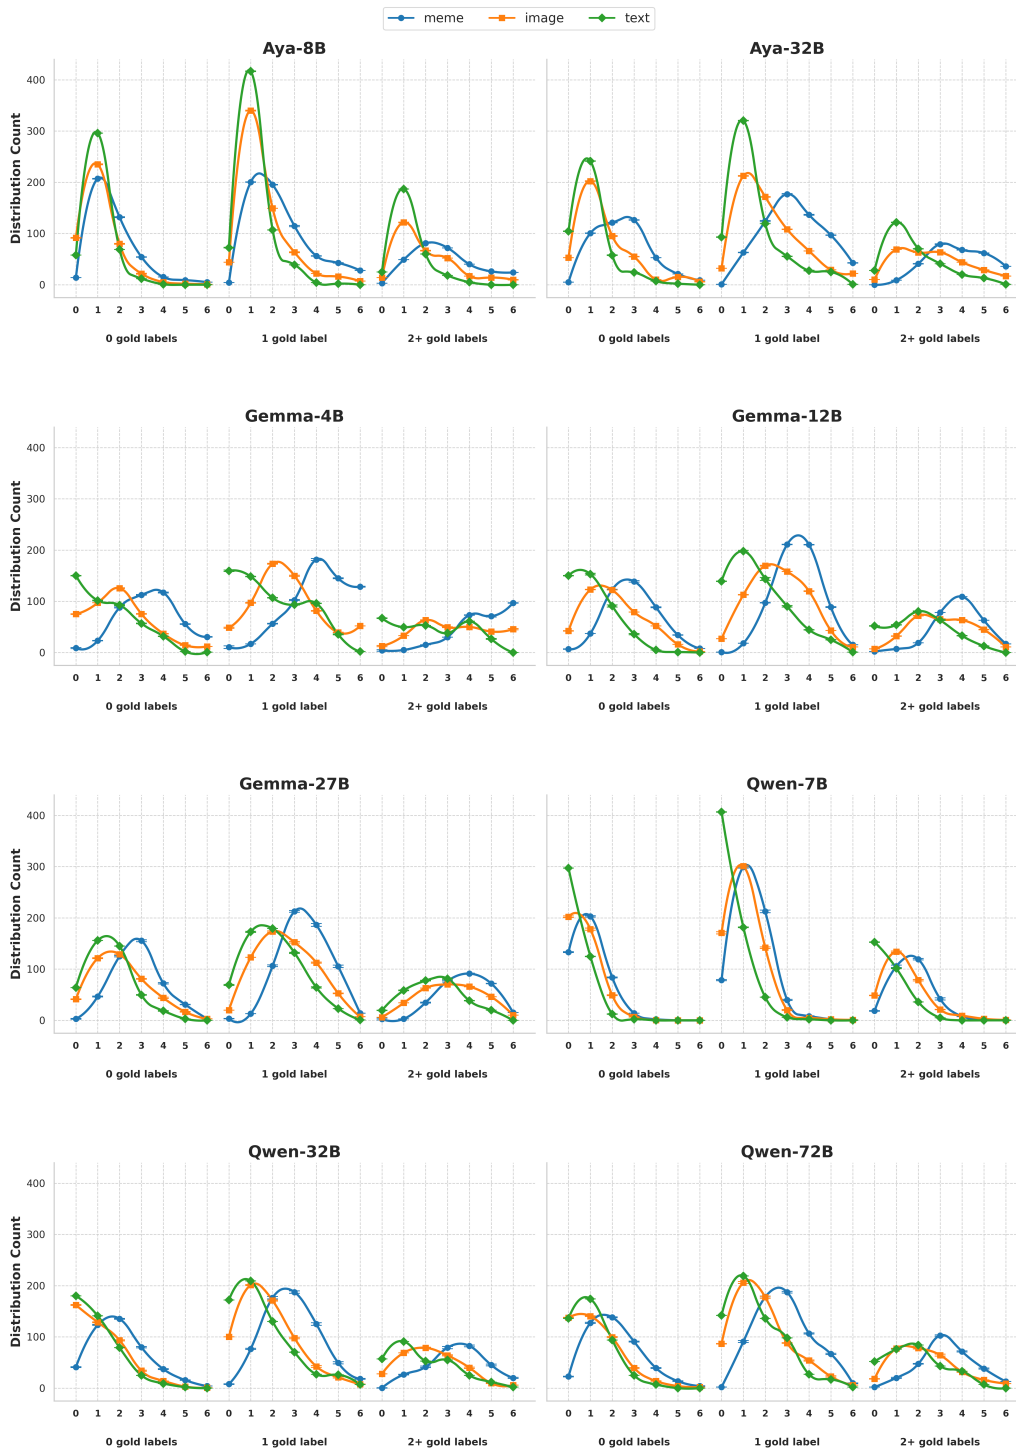 meme image text
Aya-8B Aya-32B
Distribution Count
400
300
200
100
0
0 1 2 3 4 5 6 0 1 2 3 4 5 6 0 1 2 3 4 5 6 0 1 2 3 4 5 6 0 1 2 3 4 5 6 0 1 2 3 4 5 6
0 gold labels 1 gold label 2+ gold labels 0 gold labels 1 gold label 2+ gold labels
Gemma-4B Gemma-12B
Distribution Count
400
300
200
100
0
0 1 2 3 4 5 6 0 1 2 3 4 5 6 0 1 2 3 4 5 6 0 1 2 3 4 5 6 0 1 2 3 4 5 6 0 1 2 3 4 5 6
0 gold labels 1 gold label 2+ gold labels 0 gold labels 1 gold label 2+ gold labels
Gemma-27B Qwen-7B
Distribution Count
400
300
200
100
0
0 1 2 3 4 5 6 0 1 2 3 4 5 6 0 1 2 3 4 5 6 0 1 2 3 4 5 6 0 1 2 3 4 5 6 0 1 2 3 4 5 6
0 gold labels 1 gold label 2+ gold labels 0 gold labels 1 gold label 2+ gold labels
Qwen-32B Qwen-72B
Distribution Count
400
300
200
100
0
0 1 2 3 4 5 6 0 1 2 3 4 5 6 0 1 2 3 4 5 6 0 1 2 3 4 5 6 0 1 2 3 4 5 6 0 1 2 3 4 5 6
0 gold labels 1 gold label 2+ gold labels 0 gold labels 1 gold label 2+ gold labels